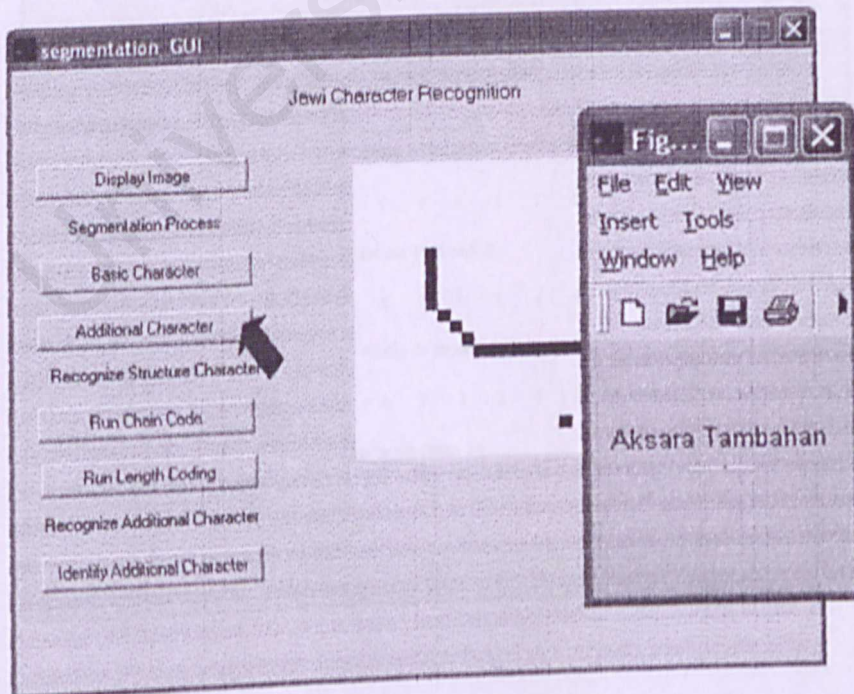 segmentation GUI
Jawi Character Recognition
Display Image
Segmentation Process
Basic Character
Additional Character
Recognize Structure Character
Run Chain Code
Run Length Coding
Recognize Additional Character
Identify Additional Character
Fig...
File Edit View
Insert Tools
Window Help
Aksara Tambahan